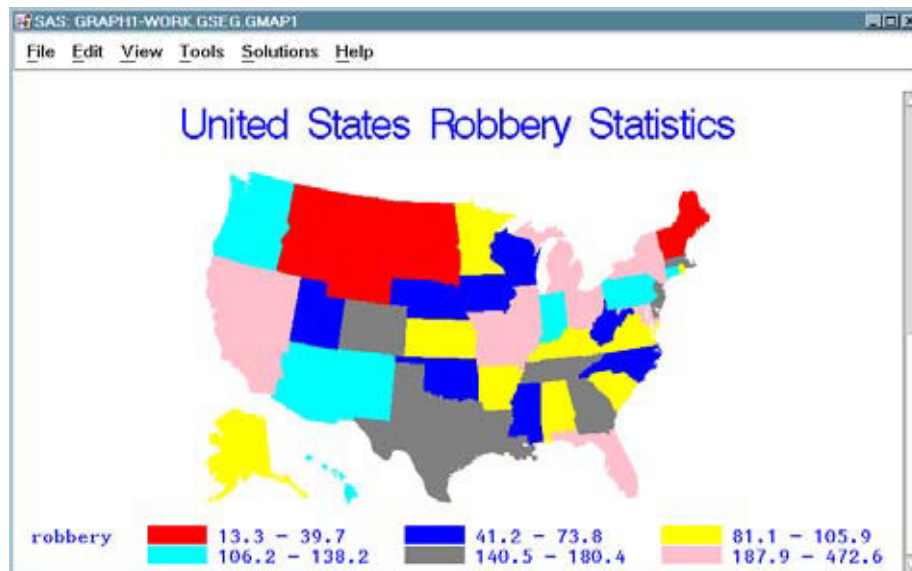 SAS: GRAPH1-WORK.GSEG.GMAP1
File Edit View Tools Solutions Help
United States Robbery Statistics
robbery 13.3 - 39.7 41.2 - 73.8 81.1 - 105.9
106.2 - 138.2 140.5 - 180.4 187.9 - 472.6